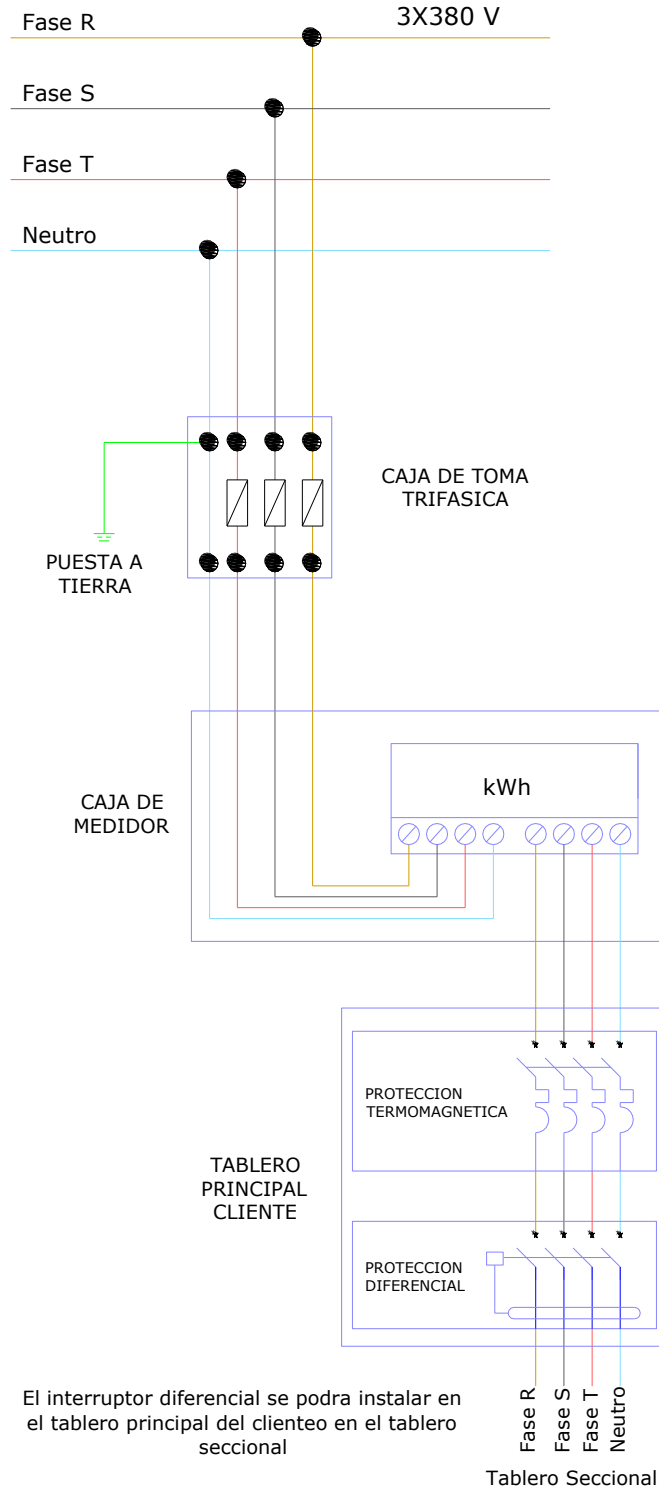 3X380 V
Fase R
Fase S
Fase T
Neutro
CAJA DE TOMA
TRIFASICA
PUESTA A
TIERRA
kWh
CAJA DE
MEDIDOR
PROTECCION
TERMOMAGNETICA
TABLERO
PRINCIPAL
CLIENTE
PROTECCION
DIFERENCIAL
El interruptor diferencial se podra instalar en
el tablero principal del clienteo en el tablero
seccional
Fase R
Fase S
Fase T
Neutro
Tablero Seccional